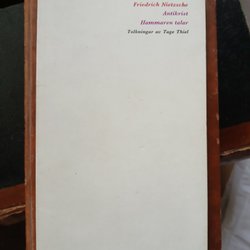 Friedrich Nietzsche
Antikrist
Hammaren talar
Tolkningar av Tage Thiel